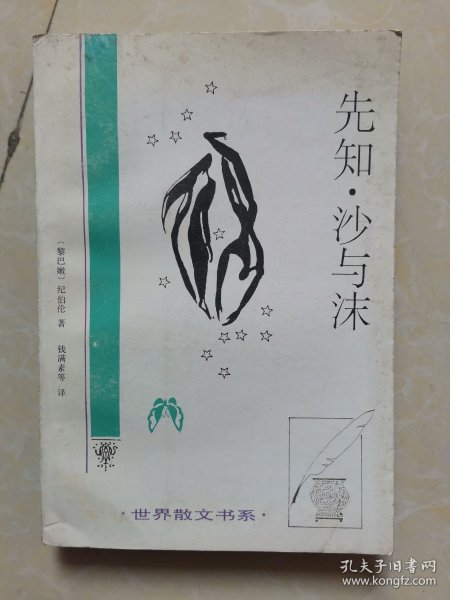 先知·沙与沫
〔黎巴嫩〕纪伯伦 著
钱满素等 译
·世界散文书系·
孔夫子旧书网
www.kongfz.com